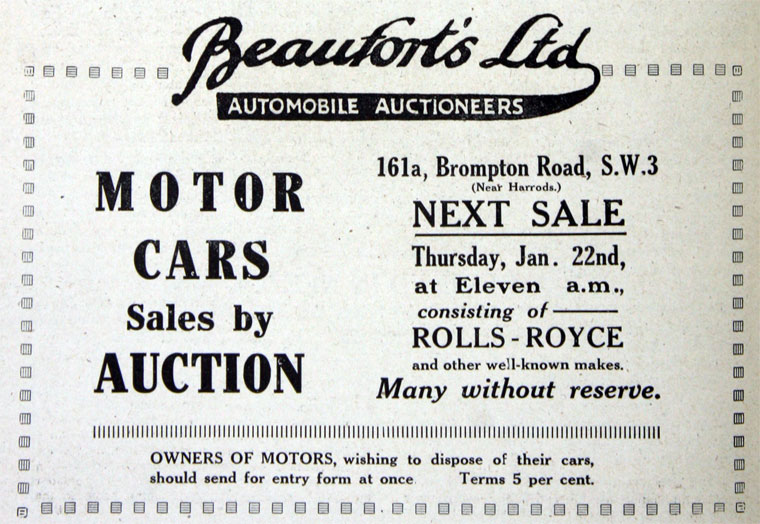 Beaufort's Ltd
AUTOMOBILE AUCTIONEERS
MOTOR
CARS
Sales by
AUCTION
161a, Brompton Road, S.W.3
(Near Harrods.)
NEXT SALE
Thursday, Jan. 22nd,
at Eleven a.m.,
consisting of
ROLLS-ROYCE
and other well-known makes.
Many without reserve.
OWNERS OF MOTORS, wishing to dispose of their cars,
should send for entry form at once Terms 5 per cent.